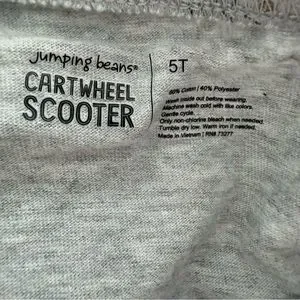 jumping beans®
CARTWHEEL
SCOOTER
5T
60% Cotton | 40% Polyester
Wash inside out before wearing.
Machine wash cold with like colors.
Gentle cycle.
Only non-chlorine bleach when needed.
Tumble dry low. Warm iron if needed.
Made in Vietnam | RN# 73277